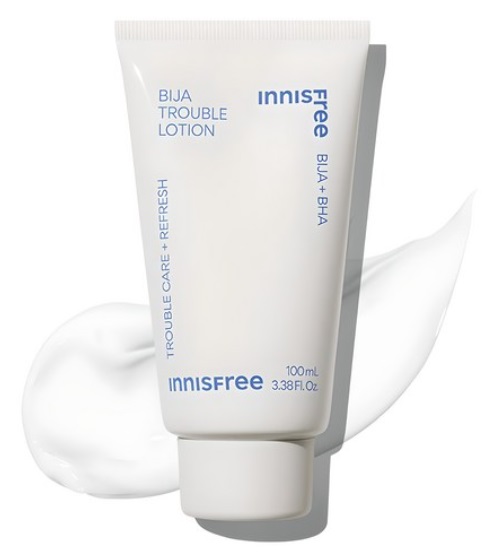 BIJA
TROUBLE
LOTION
INNISFree
BIJA + BHA
TROUBLE CARE + REFRESH
INNISFree
100mL
3.38Fl.Oz.